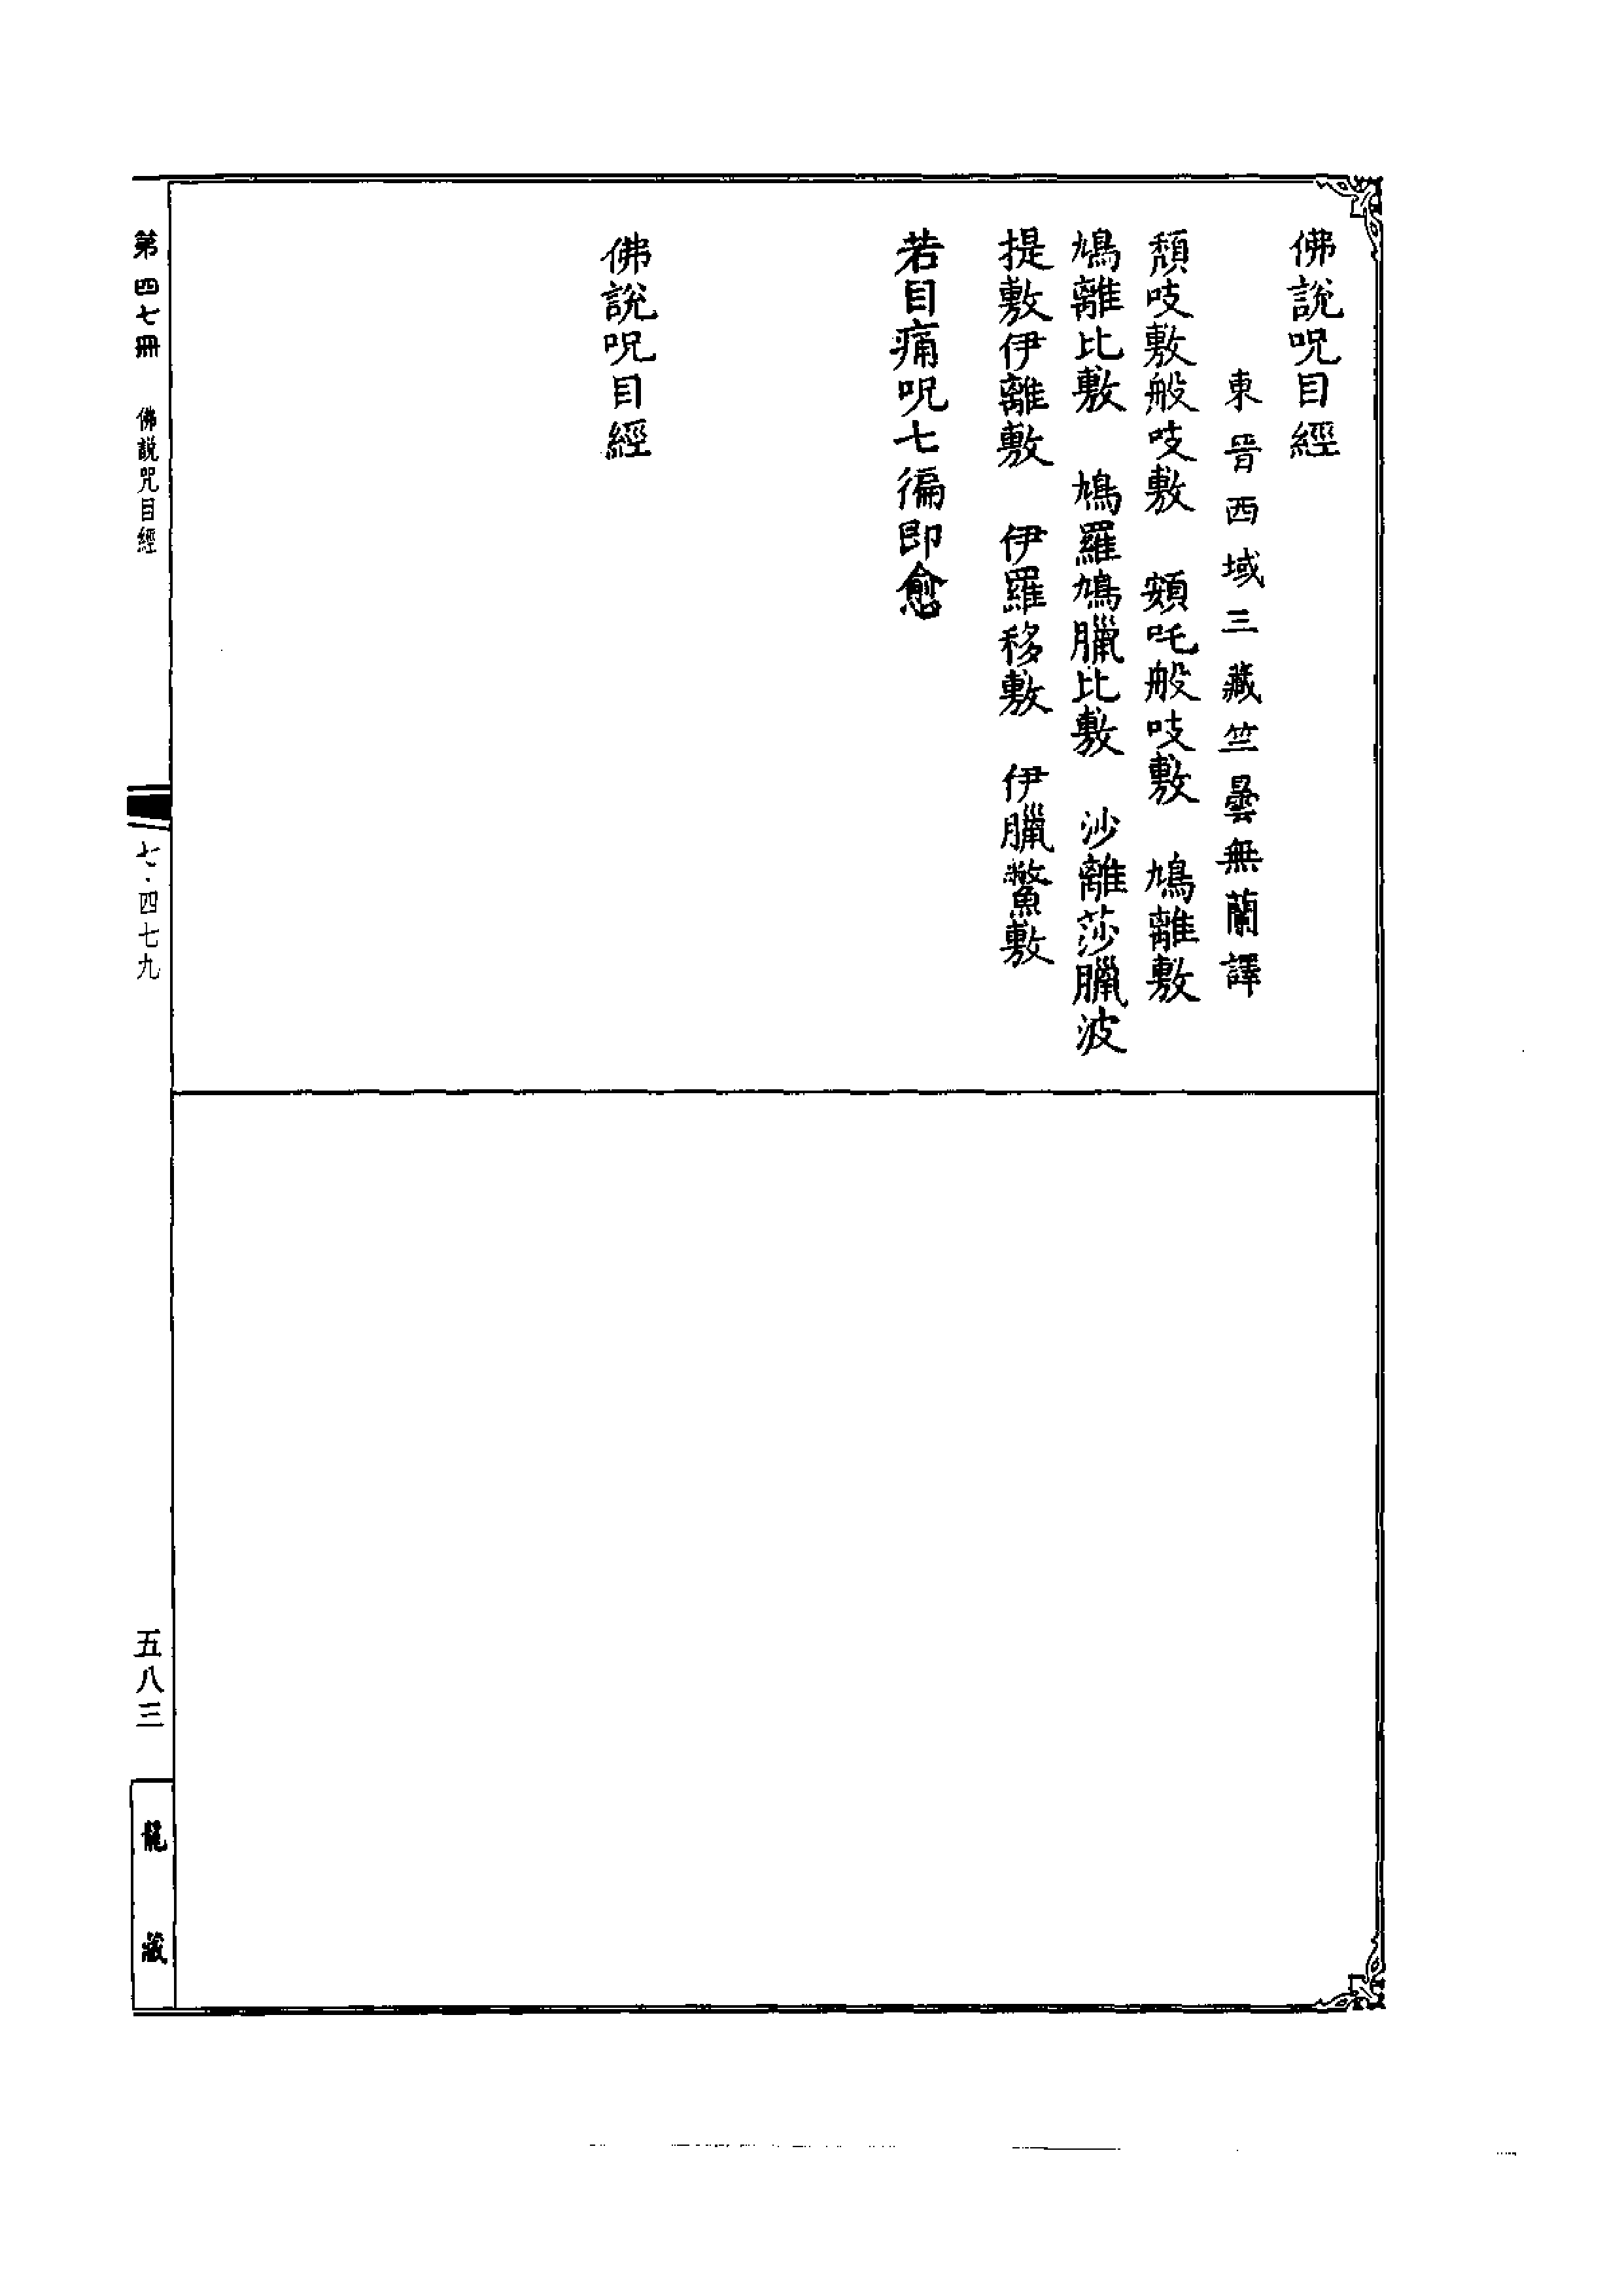 佛說呪目經
東晉西域三藏竺曇無蘭譯
頹吱敷般吱敷　頞吒般吱敷　鳩離敷
鳩離比敷　鳩羅鳩臘比敷　沙離莎臘波
提敷伊離敷　伊羅移敷　伊臘鱉敷
若目痛呪七徧即愈
佛說呪目經
第四七冊　佛說咒目經
七·四七九
五八三
龍藏